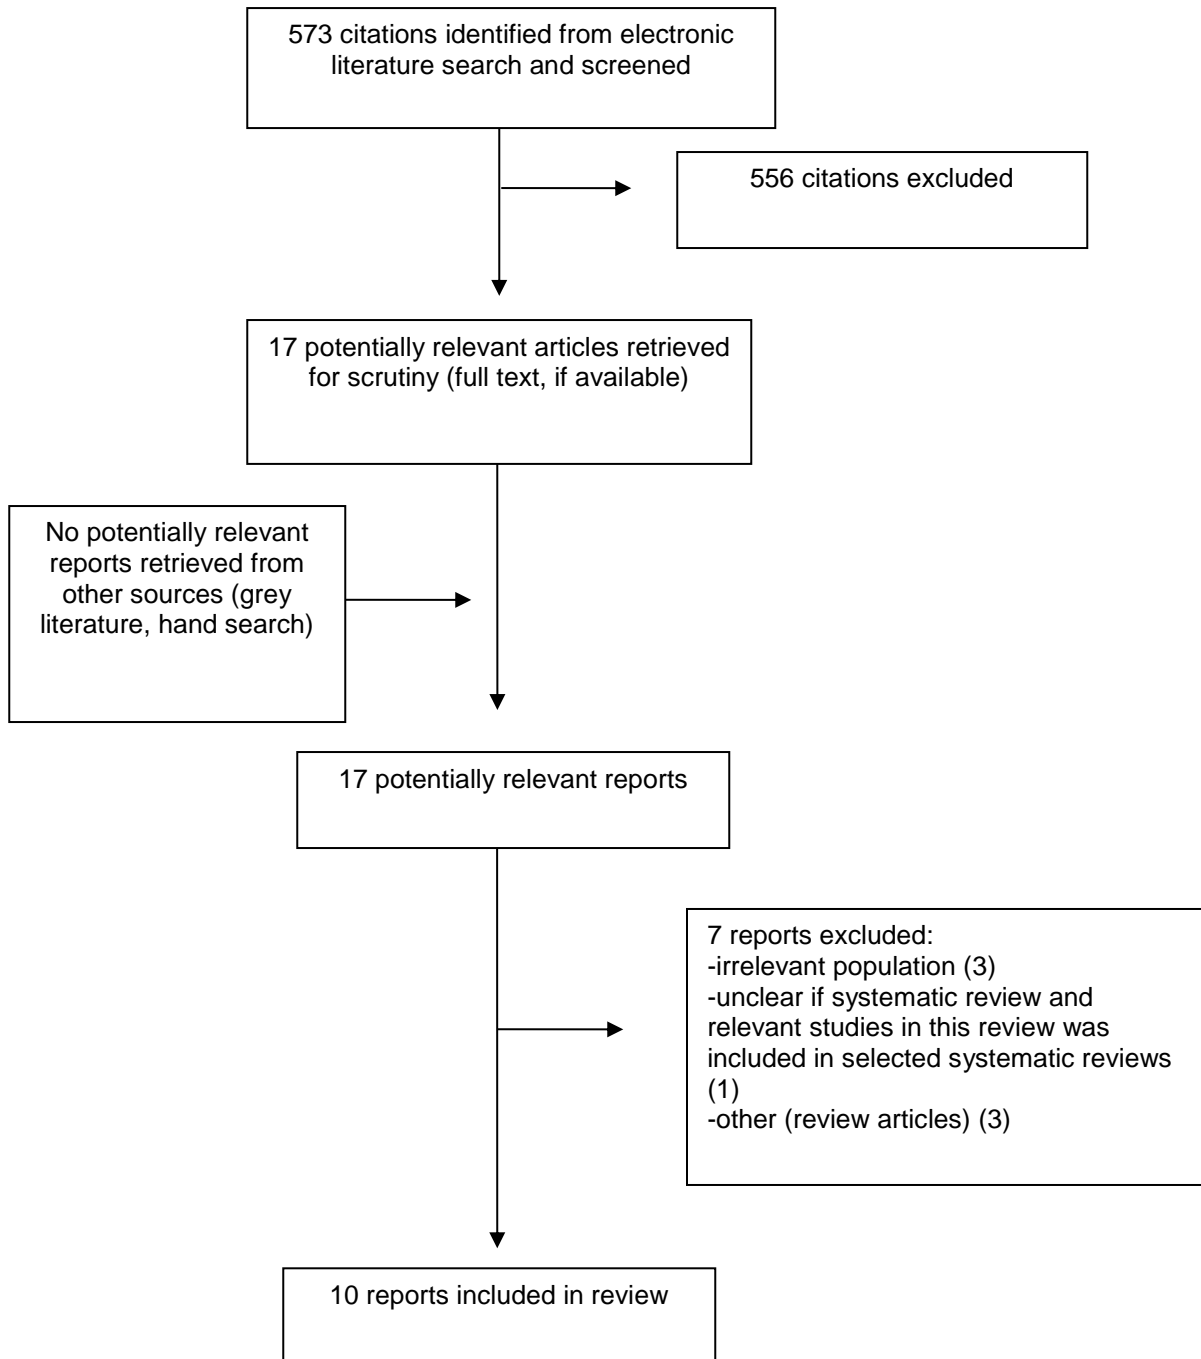 573 citations identified from electronic
literature search and screened
556 citations excluded
17 potentially relevant articles retrieved
for scrutiny (full text, if available)
No potentially relevant
reports retrieved from
other sources (grey
literature, hand search)
17 potentially relevant reports
7 reports excluded:
-irrelevant population (3)
-unclear if systematic review and
relevant studies in this review was
included in selected systematic reviews
(1)
-other (review articles) (3)
10 reports included in review